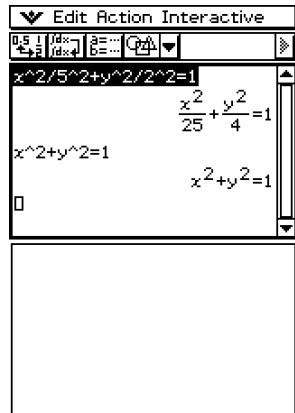 Edit Action Interactive
x^2/5^2+y^2/2^2=1
x²/25+y²/4=1
x^2+y^2=1
x²+y²=1